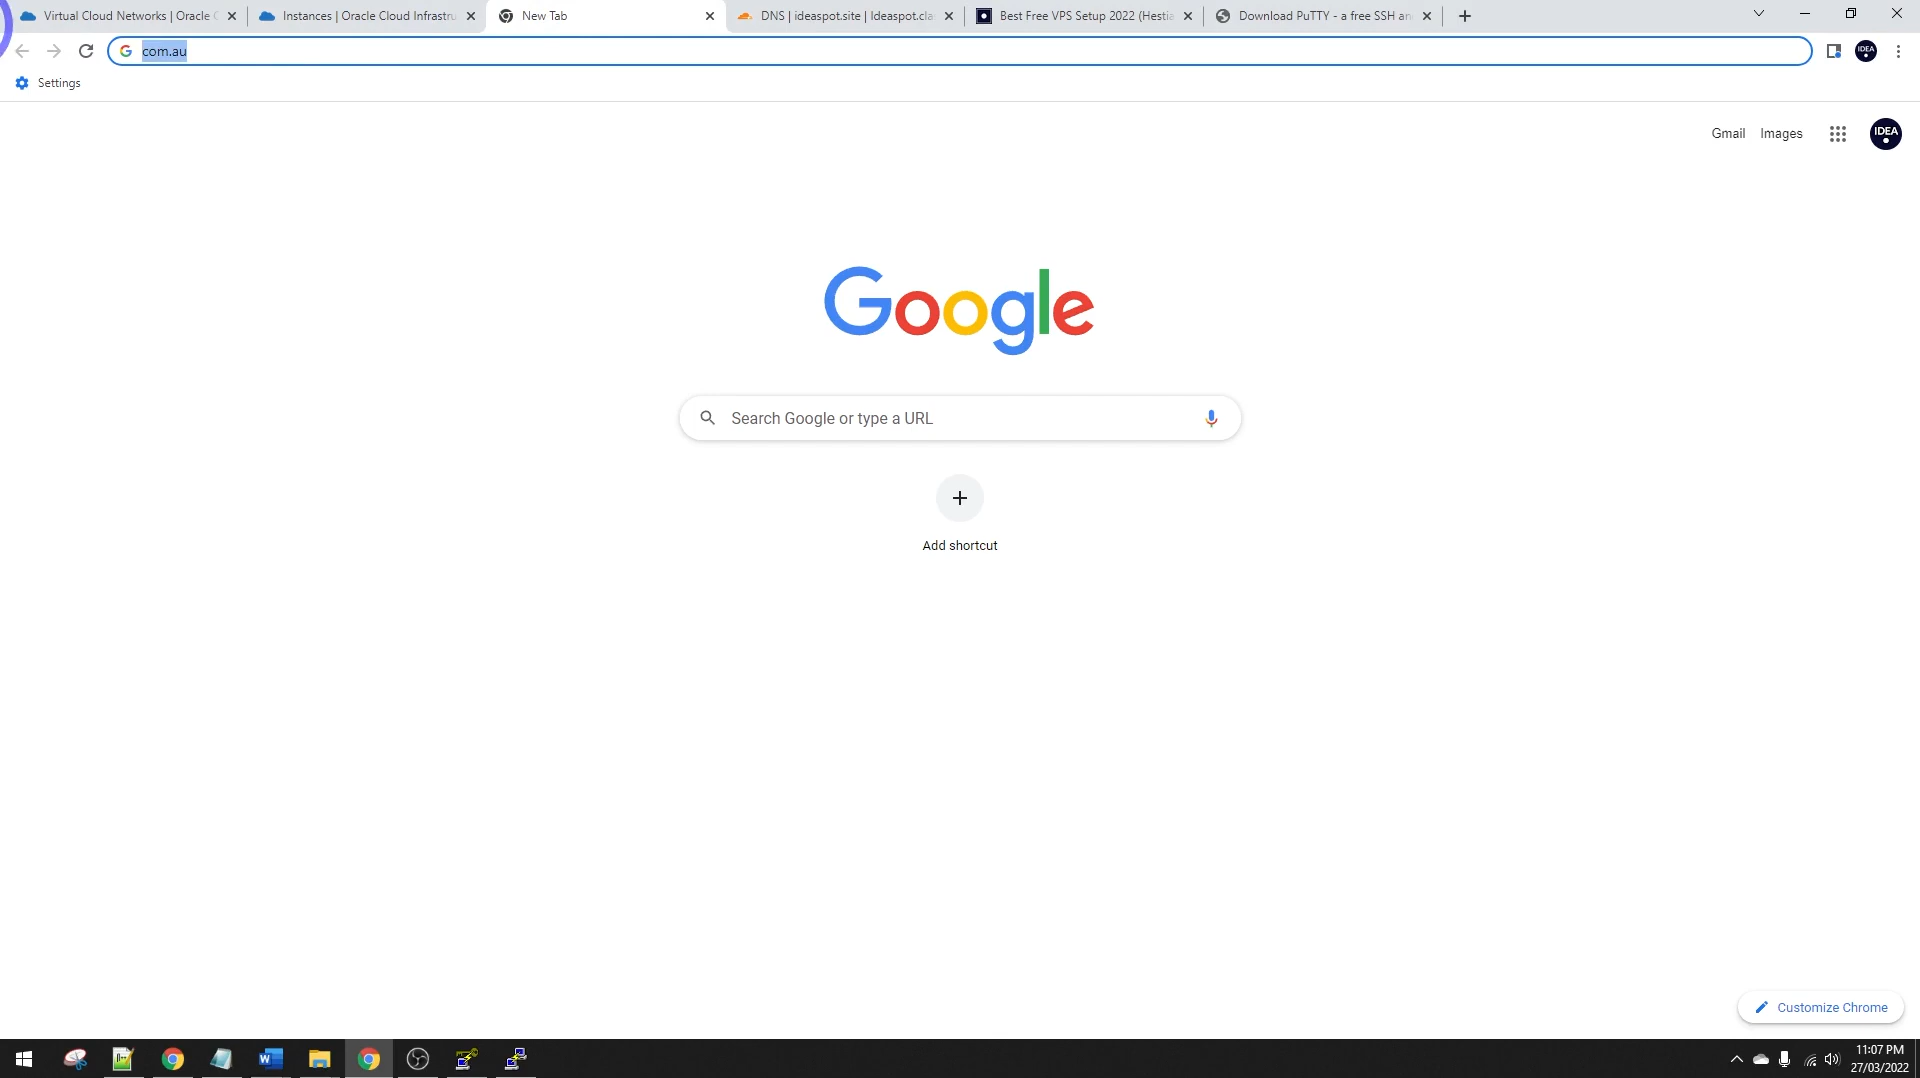 Virtual Cloud Networks | Oracle C
Instances | Oracle Cloud Infrastru
New Tab
DNS | ideaspot.site | Ideaspot.cla
Best Free VPS Setup 2022 (Hestia
Download PuTTY - a free SSH an
com.au
IDEA
Settings
Gmail
Images
IDEA
Google
Search Google or type a URL
Add shortcut
Customize Chrome
11:07 PM
27/03/2022